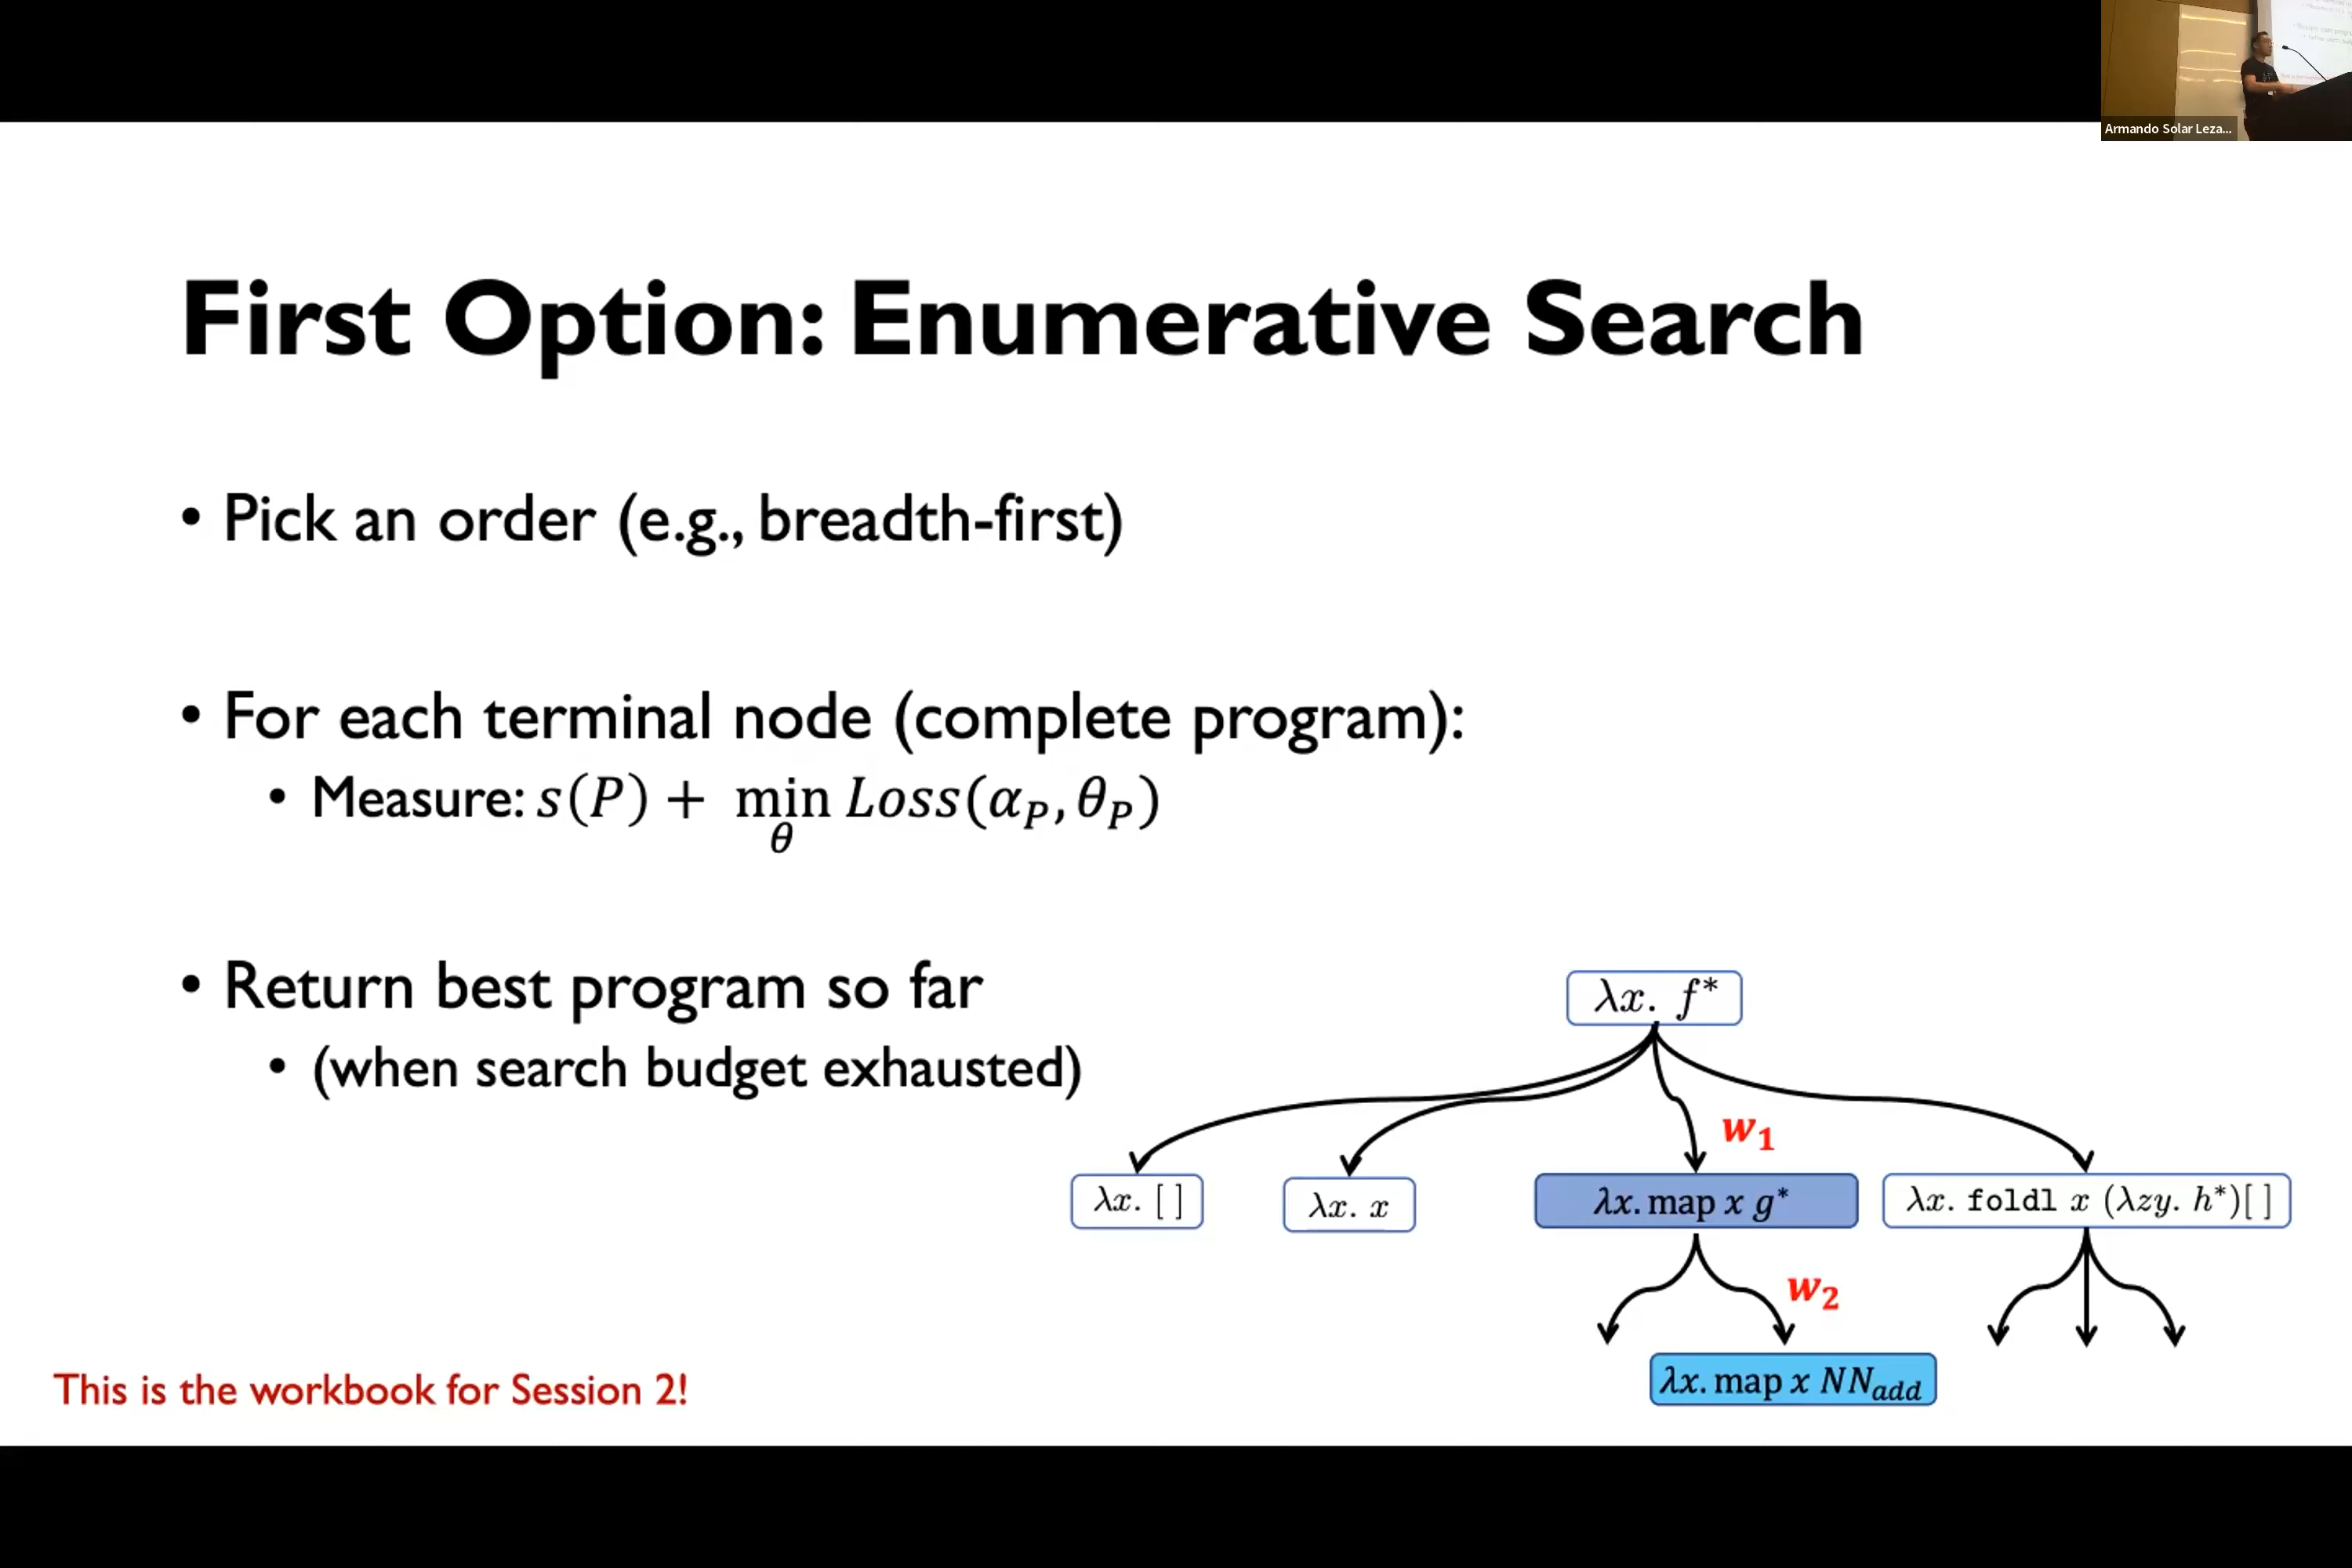 Armando Solar Leza...
First Option: Enumerative Search
• Pick an order (e.g., breadth-first)
• For each terminal node (complete program):
• Measure: s(P) + min_θ Loss(α_P, θ_P)
• Return best program so far
• (when search budget exhausted)
λx. f*
w₁
λx. [ ]
λx. x
λx. map x g*
λx. foldl x (λzy. h*)[ ]
w₂
λx. map x NN_add
This is the workbook for Session 2!